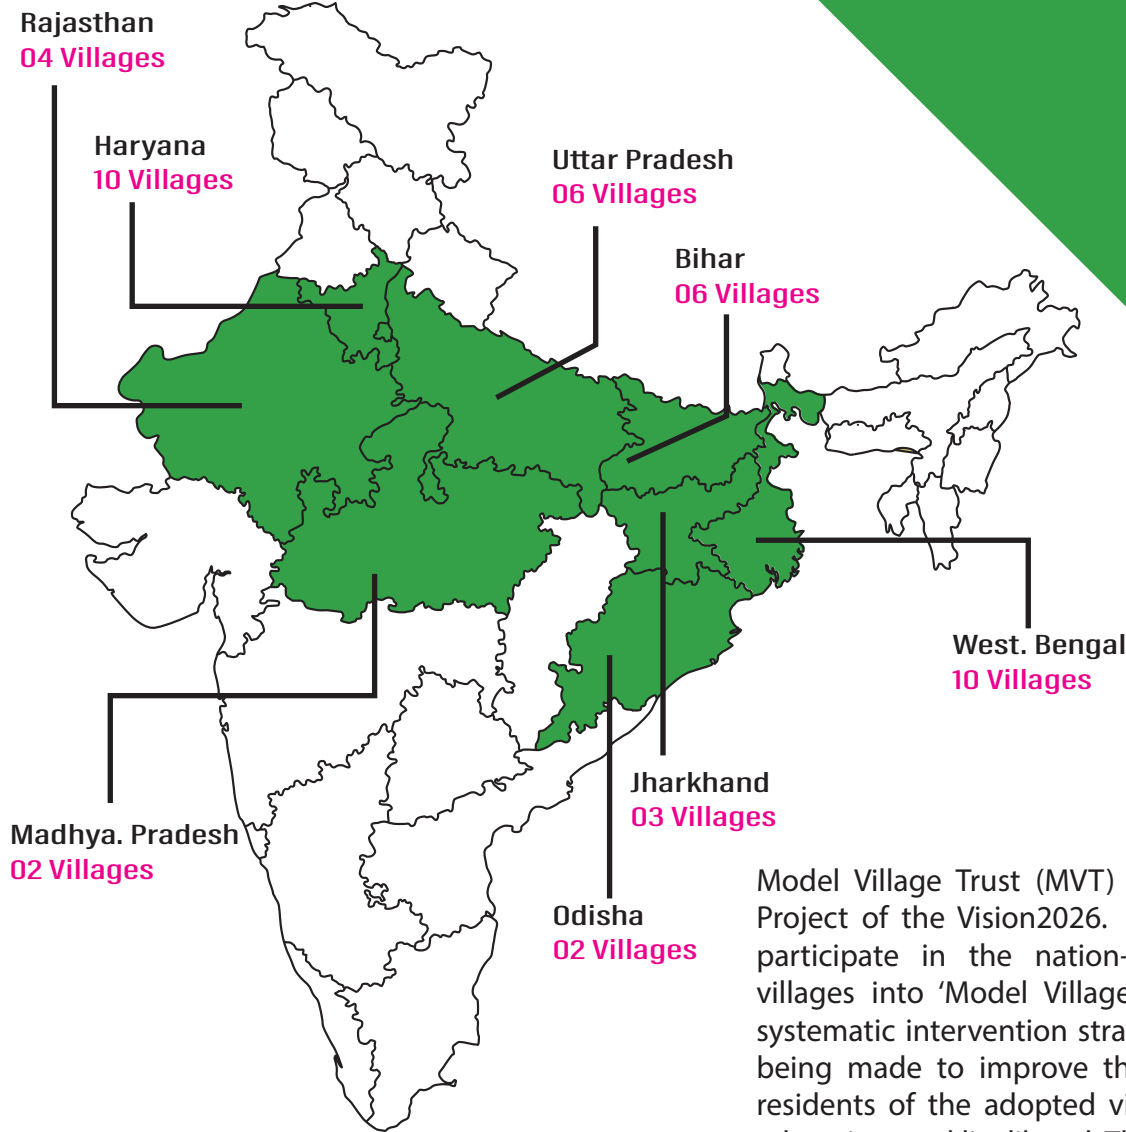 Rajasthan
04 Villages
Haryana
10 Villages
Uttar Pradesh
06 Villages
Bihar
06 Villages
West. Bengal
10 Villages
Jharkhand
03 Villages
Madhya. Pradesh
02 Villages
Odisha
02 Villages
Model Village Trust (MVT)
Project of the Vision2026.
participate in the nation-
villages into ‘Model Village
systematic intervention stra
being made to improve th
residents of the adopted vi